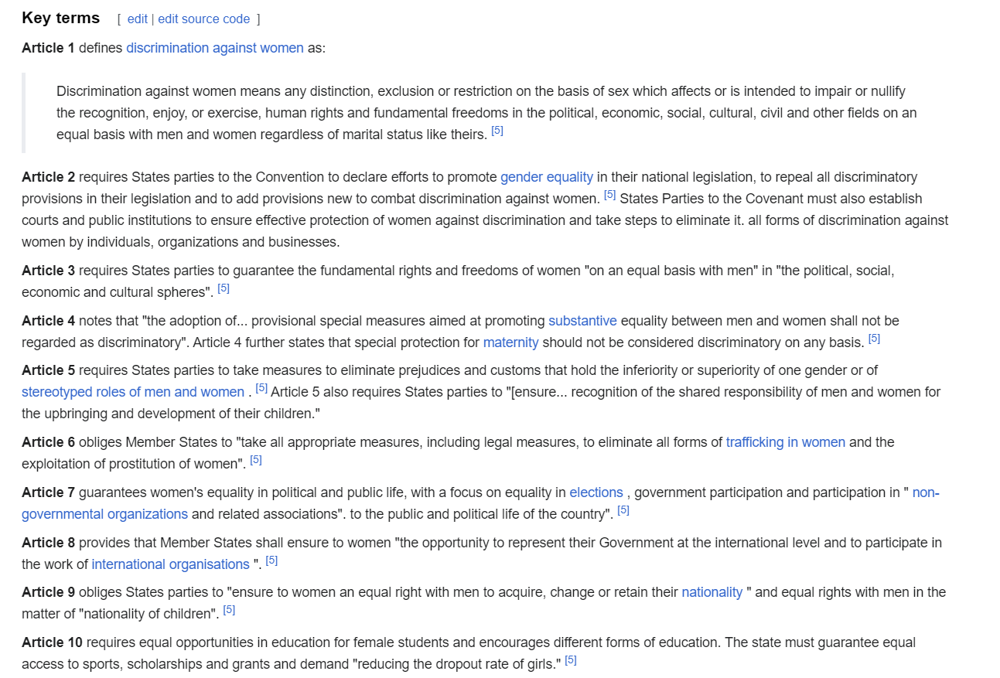 Key terms [ edit | edit source code ]
Article 1 defines discrimination against women as:
Discrimination against women means any distinction, exclusion or restriction on the basis of sex which affects or is intended to impair or nullify
the recognition, enjoy, or exercise, human rights and fundamental freedoms in the political, economic, social, cultural, civil and other fields on an
equal basis with men and women regardless of marital status like theirs. [5]
Article 2 requires States parties to the Convention to declare efforts to promote gender equality in their national legislation, to repeal all discriminatory
provisions in their legislation and to add provisions new to combat discrimination against women. [5] States Parties to the Covenant must also establish
courts and public institutions to ensure effective protection of women against discrimination and take steps to eliminate it. all forms of discrimination against
women by individuals, organizations and businesses.
Article 3 requires States parties to guarantee the fundamental rights and freedoms of women "on an equal basis with men" in "the political, social,
economic and cultural spheres". [5]
Article 4 notes that "the adoption of... provisional special measures aimed at promoting substantive equality between men and women shall not be
regarded as discriminatory". Article 4 further states that special protection for maternity should not be considered discriminatory on any basis. [5]
Article 5 requires States parties to take measures to eliminate prejudices and customs that hold the inferiority or superiority of one gender or of
stereotyped roles of men and women . [5] Article 5 also requires States parties to "[ensure... recognition of the shared responsibility of men and women for
the upbringing and development of their children."
Article 6 obliges Member States to "take all appropriate measures, including legal measures, to eliminate all forms of trafficking in women and the
exploitation of prostitution of women". [5]
Article 7 guarantees women's equality in political and public life, with a focus on equality in elections , government participation and participation in " non-
governmental organizations and related associations". to the public and political life of the country". [5]
Article 8 provides that Member States shall ensure to women "the opportunity to represent their Government at the international level and to participate in
the work of international organisations ". [5]
Article 9 obliges States parties to "ensure to women an equal right with men to acquire, change or retain their nationality " and equal rights with men in the
matter of "nationality of children". [5]
Article 10 requires equal opportunities in education for female students and encourages different forms of education. The state must guarantee equal
access to sports, scholarships and grants and demand "reducing the dropout rate of girls." [5]